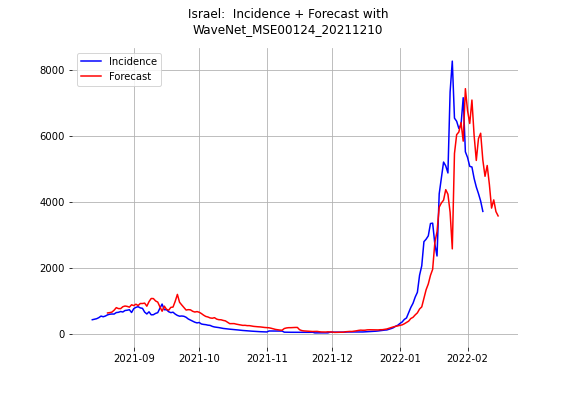 Israel:  Incidence + Forecast with
WaveNet_MSE00124_20211210
Incidence
Forecast
8000
6000
4000
2000
0
2021-09 2021-10 2021-11 2021-12 2022-01 2022-02